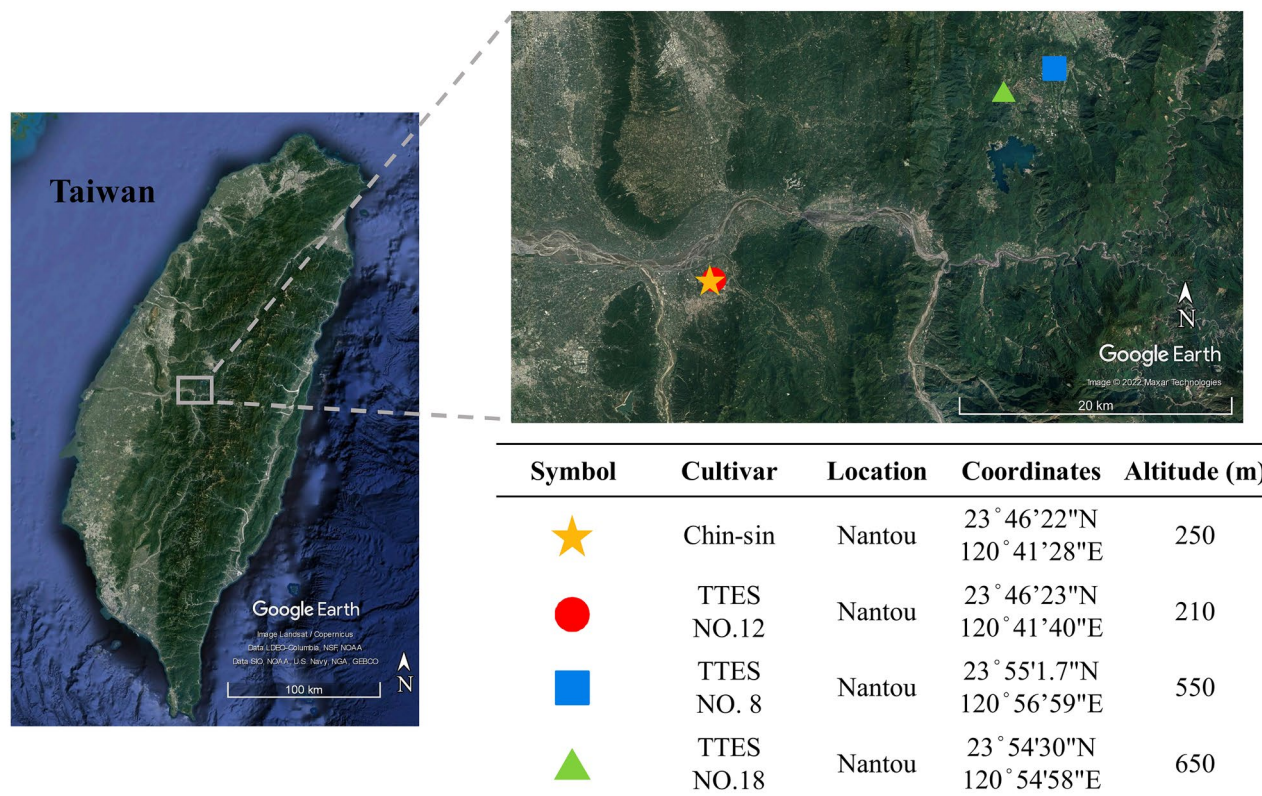 Taiwan
Google Earth
Image Landsat / Copernicus
Data LDEO-Columbia, NSF, NOAA
Data SIO, NOAA, U.S. Navy, NGA, GEBCO
100 km
N
N
Google Earth
Image © 2022 Maxar Technologies
20 km
Symbol Cultivar Location Coordinates Altitude (m)
Chin-sin Nantou 23°46’22"N 250
120°41’28"E
TTES Nantou 23°46’23"N 210
NO.12 120°41’40"E
TTES Nantou 23°55'1.7"N 550
NO. 8 120°56’59"E
TTES Nantou 23°54'30"N 650
NO.18 120°54’58"E